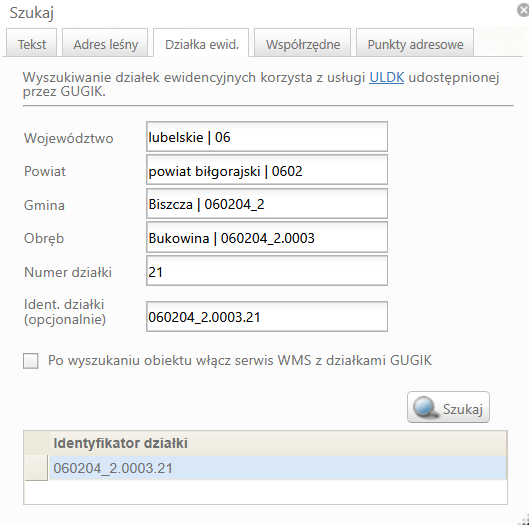 Szukaj
Tekst
Adres leśny
Działka ewid.
Współrzędne
Punkty adresowe
Wyszukiwanie działek ewidencyjnych korzysta z usługi ULDK udostępnionej
przez GUGIK.
Województwo
lubelskie | 06
Powiat
powiat biłgorajski | 0602
Gmina
Biszcza | 060204_2
Obręb
Bukowina | 060204_2.0003
Numer działki
21
Ident. działki
(opcjonalnie)
060204_2.0003.21
Po wyszukaniu obiektu włącz serwis WMS z działkami GUGIK
Szukaj
Identyfikator działki
060204_2.0003.21